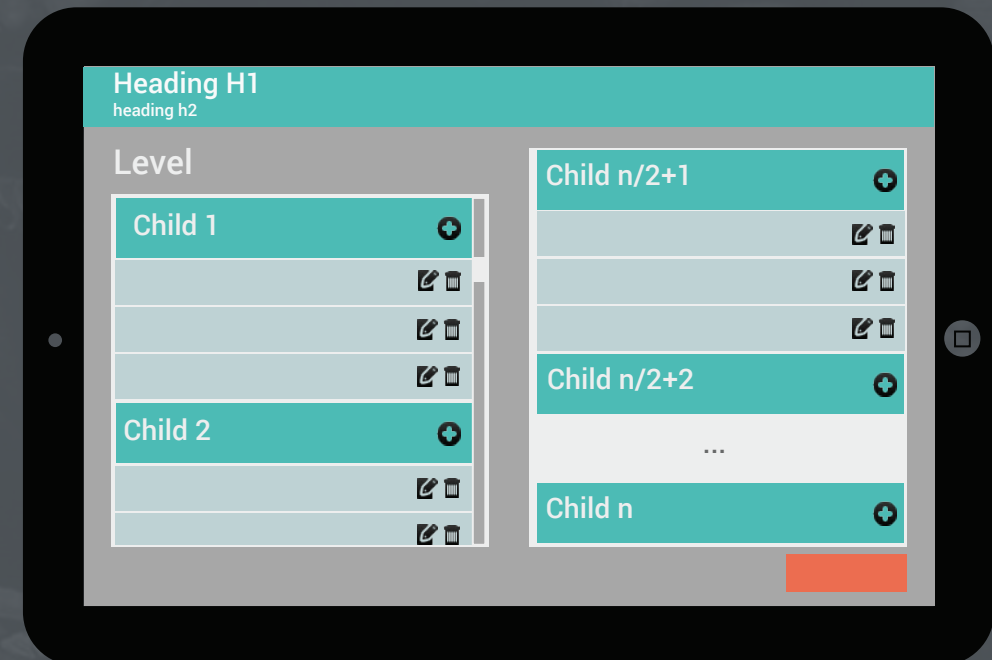 Heading H1
heading h2
Level
Child 1
Child 2
Child n/2+1
Child n/2+2
...
Child n